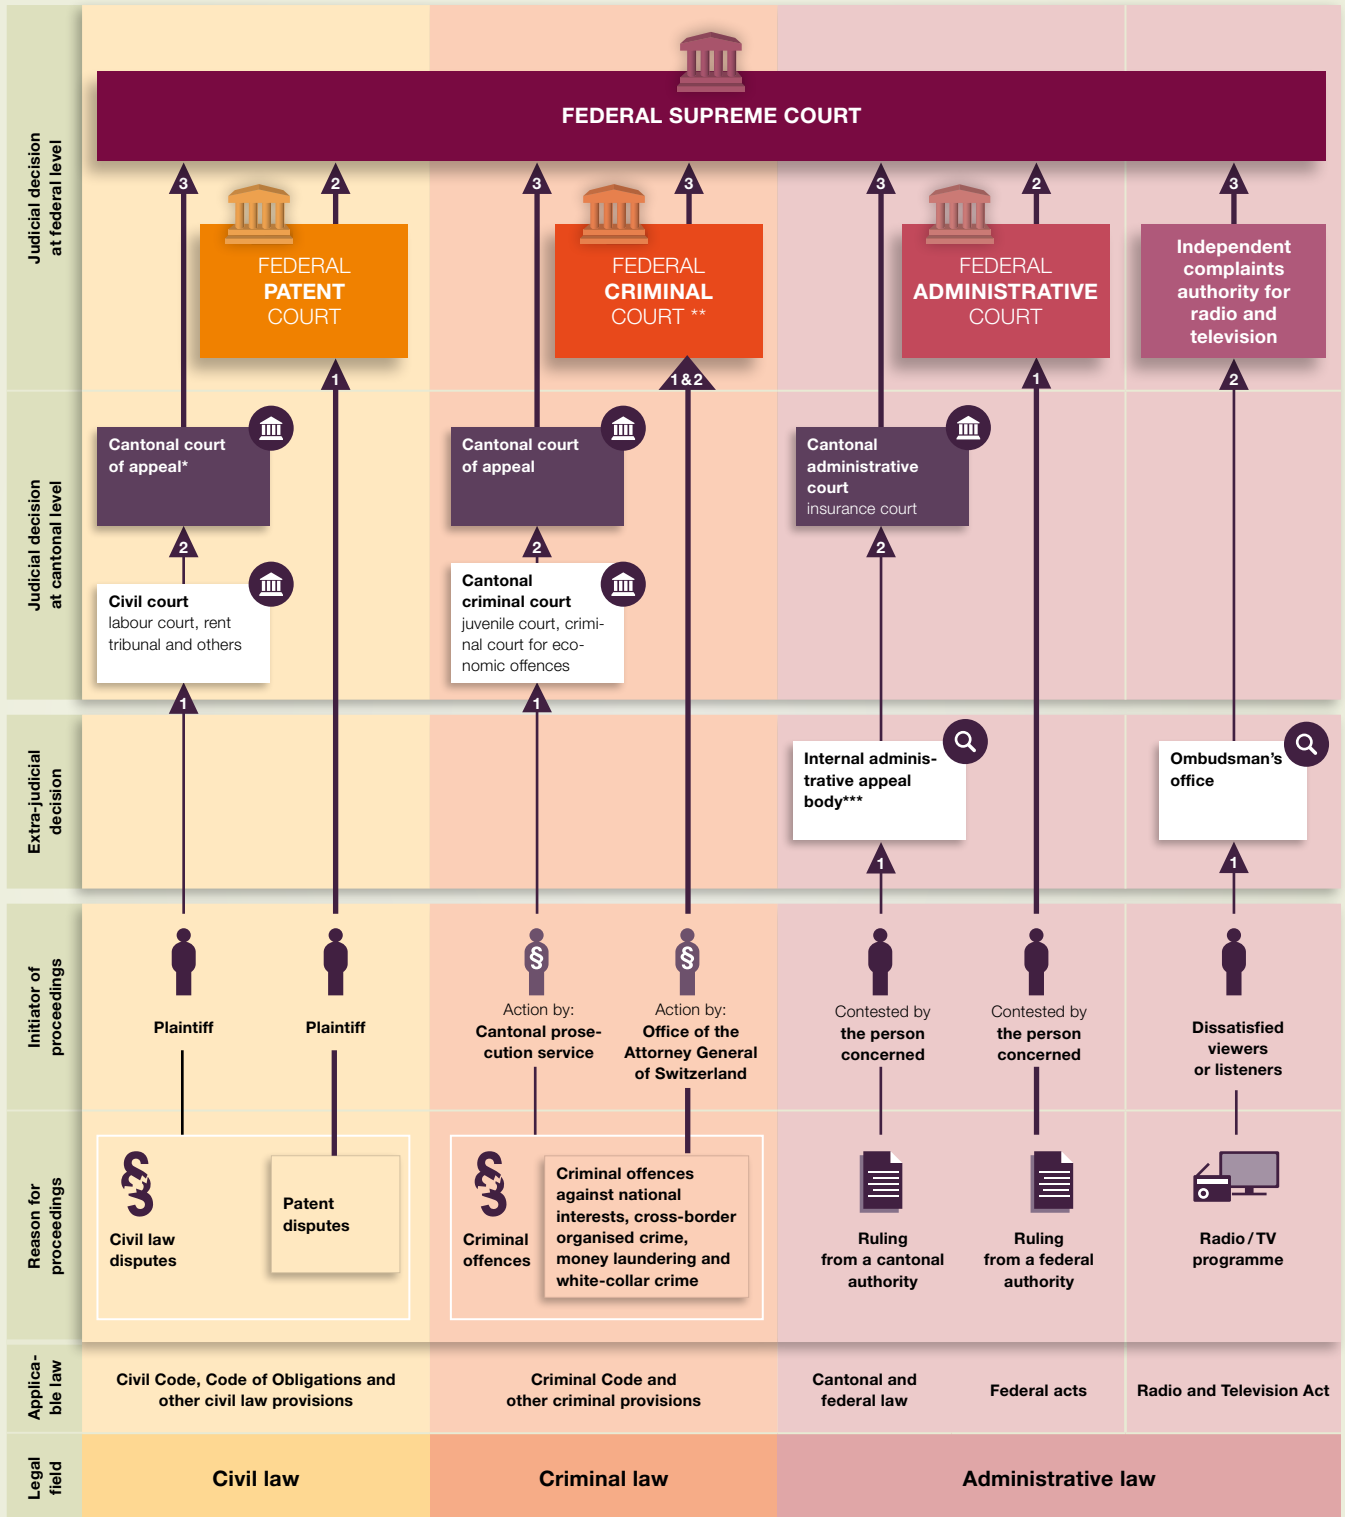 Judicial decision
at federal level
FEDERAL SUPREME COURT
3
2
3
3
3
2
3
FEDERAL
PATENT
COURT
FEDERAL
CRIMINAL
COURT **
FEDERAL
ADMINISTRATIVE
COURT
Independent
complaints
authority for
radio and
television
1
1 & 2
1
2
Judicial decision
at cantonal level
Cantonal court
of appeal*
Cantonal court
of appeal
Cantonal
administrative
court
insurance court
2
2
2
Civil court
labour court, rent
tribunal and others
Cantonal
criminal court
juvenile court, crimi-
nal court for eco-
nomic offences
1
1
Extra-judicial
decision
Internal adminis-
trative appeal
body***
Ombudsman's
office
1
1
Initiator of
proceedings
Plaintiff
Plaintiff
§
Action by:
Cantonal prose-
cution service
§
Action by:
Office of the
Attorney General
of Switzerland
Contested by
the person
concerned
Contested by
the person
concerned
Dissatisfied
viewers
or listeners
Reason for
proceedings
§
Civil law
disputes
Patent
disputes
§
Criminal
offences
Criminal offences
against national
interests, cross-border
organised crime,
money laundering and
white-collar crime
Ruling
from a cantonal
authority
Ruling
from a federal
authority
Radio / TV
programme
Applica-
ble law
Civil Code, Code of Obligations and
other civil law provisions
Criminal Code and
other criminal provisions
Cantonal and
federal law
Federal acts
Radio and Television Act
Legal
field
Civil law
Criminal law
Administrative law